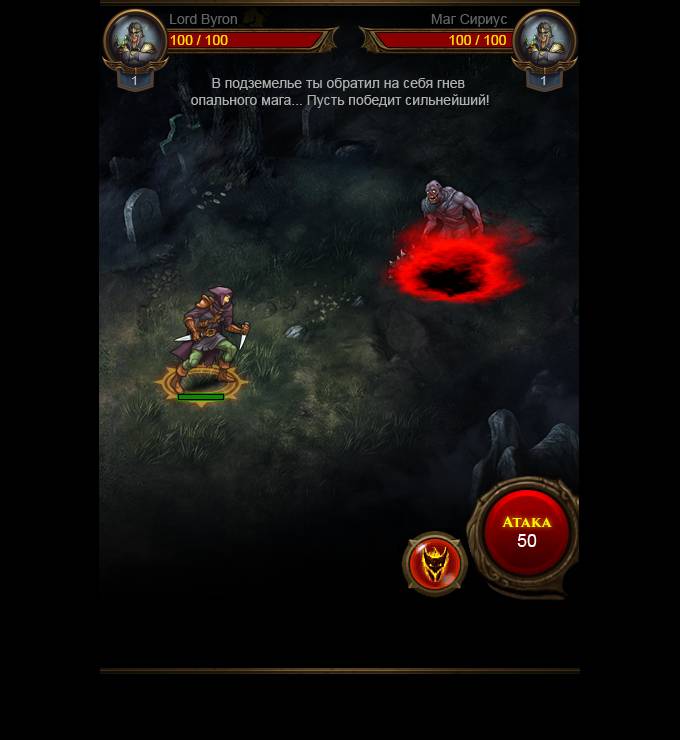 Lord Byron
Маг Сириус
100 / 100
100 / 100
1
1
В подземелье ты обратил на себя гнев
опального мага... Пусть победит сильнейший!
Атака
50